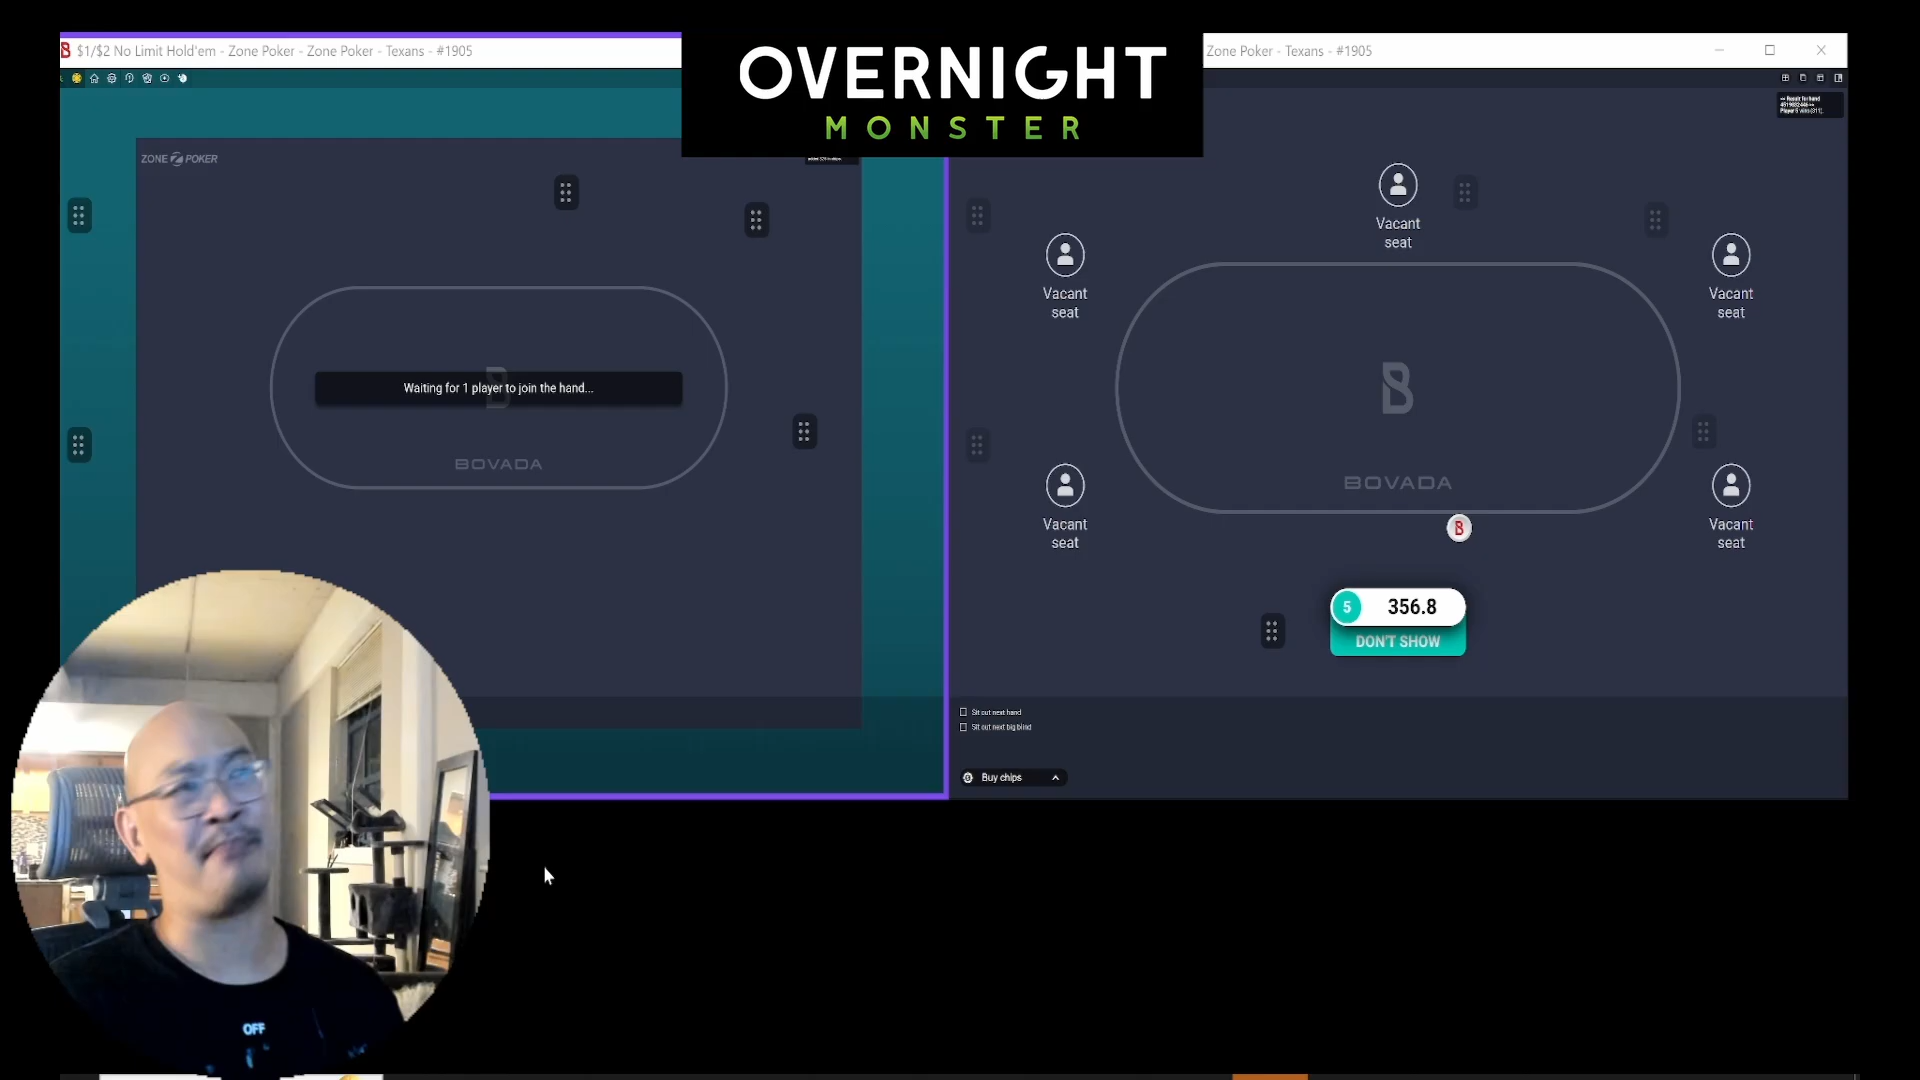 $1/$2 No Limit Hold'em - Zone Poker - Zone Poker - Texans - #1905
OVERNIGHT
MONSTER
Zone Poker - Texans - #1905
ZONE POKER
Waiting for 1 player to join the hand...
BOVADA
Vacant
seat
Vacant
seat
Vacant
seat
B
BOVADA
B
Vacant
seat
Vacant
seat
5 356.8
DON'T SHOW
Sit out next hand
Sit out next big blind
Buy chips
OFF